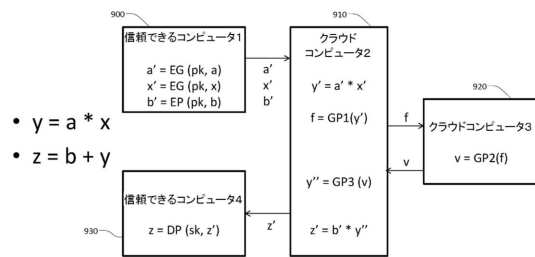 900
信頼できるコンピュータ1
a' = EG (pk, a)
x' = EG (pk, x)
b' = EP (pk, b)
a'
x'
b'
910
クラウド
コンピュータ2
y' = a' * x'
f = GP1(y')
y'' = GP3 (v)
z' = b' * y''
f
v
920
クラウドコンピュータ3
v = GP2(f)
• y = a * x
• z = b + y
信頼できるコンピュータ4
z = DP (sk, z')
z'
930